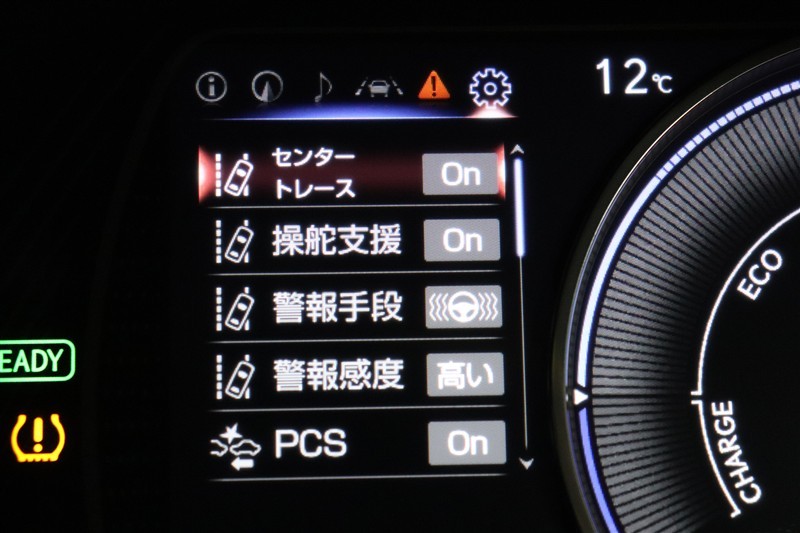 12℃
センター
トレース
On
操舵支援
On
警報手段
警報感度
高い
PCS
On
EADY
ECO
CHARGE